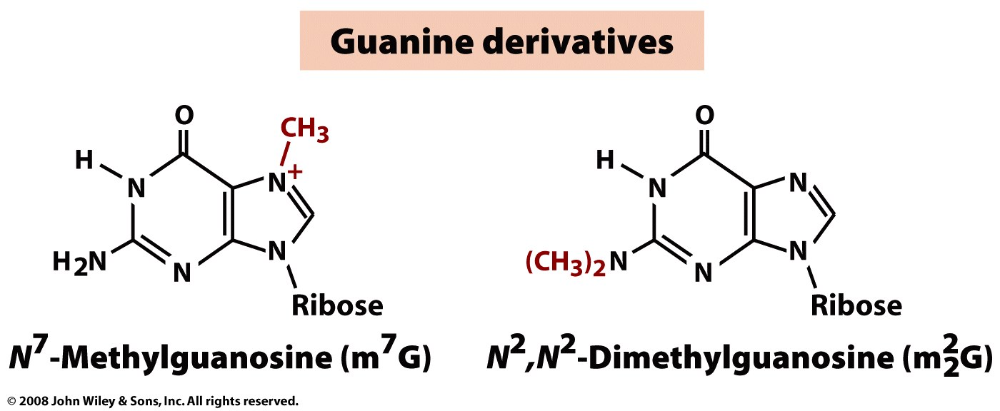 Guanine derivatives
O
CH₃
H
N
N+
H₂N
N
N
Ribose
N⁷-Methylguanosine (m⁷G)
O
H
N
N
(CH₃)₂N
N
N
Ribose
N²,N²-Dimethylguanosine (m²₂G)
© 2008 John Wiley & Sons, Inc. All rights reserved.